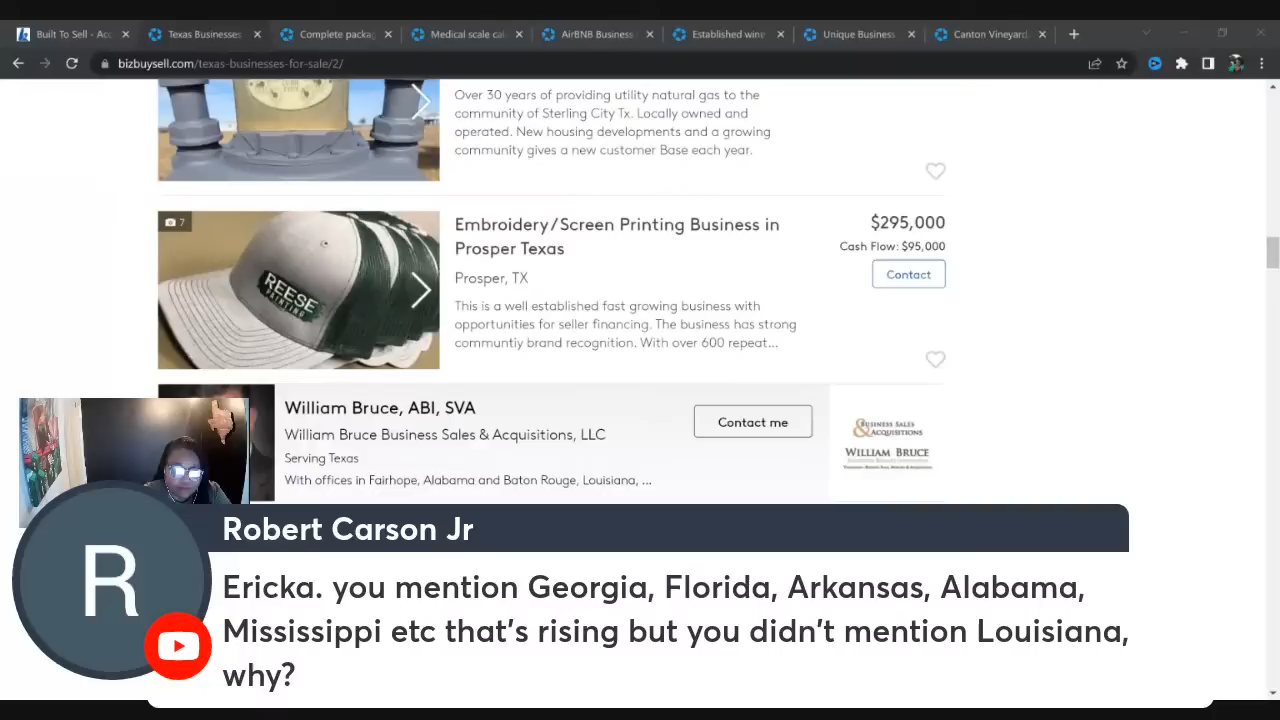 Built To Sell - Acc
Texas Businesses
Complete packag
Medical scale cal
AirBNB Business
Established winn
Unique Business
Canton Vineyard
bizbuysell.com/texas-businesses-for-sale/2/
Over 30 years of providing utility natural gas to the
community of Sterling City Tx. Locally owned and
operated. New housing developments and a growing
community gives a new customer Base each year.
7
Embroidery/Screen Printing Business in
Prosper Texas
$295,000
Cash Flow: $95,000
Prosper, TX
Contact
This is a well established fast growing business with
opportunities for seller financing. The business has strong
communtiy brand recognition. With over 600 repeat...
REESE
PAINTING
William Bruce, ABI, SVA
William Bruce Business Sales & Acquisitions, LLC
Serving Texas
With offices in Fairhope, Alabama and Baton Rouge, Louisiana, ...
Contact me
BUSINESS SALES
& ACQUISITIONS
WILLIAM BRUCE
R
Robert Carson Jr
Ericka. you mention Georgia, Florida, Arkansas, Alabama,
Mississippi etc that's rising but you didn't mention Louisiana,
why?